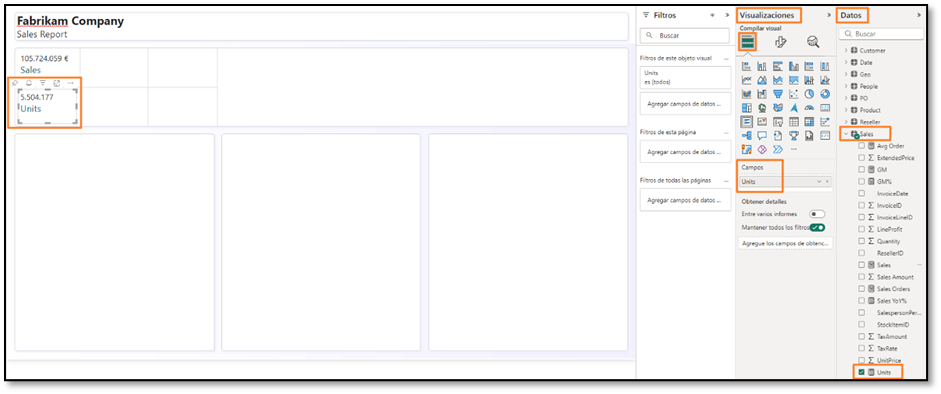 Fabrikam Company
Sales Report
105.724.059 €
Sales
5.504.177
Units
Filtros
Buscar
Filtros de este objeto visual
Units
es (todos)
Agregar campos de datos ...
Filtros de esta página
Agregar campos de datos ...
Filtros de todas las páginas
Agregar campos de datos ...
Visualizaciones
Compilar visual
Campos
Units
Obtener detalles
Entre varios informes
Mantener todos los filtros
Agregue los campos de obtenc...
Datos
Buscar
Customer
Date
Geo
People
PO
Product
Reseller
Sales
Avg Order
ExtendedPrice
GM
GM%
InvoiceDate
InvoiceID
InvoiceLineID
LineProfit
Quantity
ResellerID
Sales
Sales Amount
Sales Orders
Sales YoY%
SalespersonPer...
StockItemID
TaxAmount
TaxRate
UnitPrice
Units